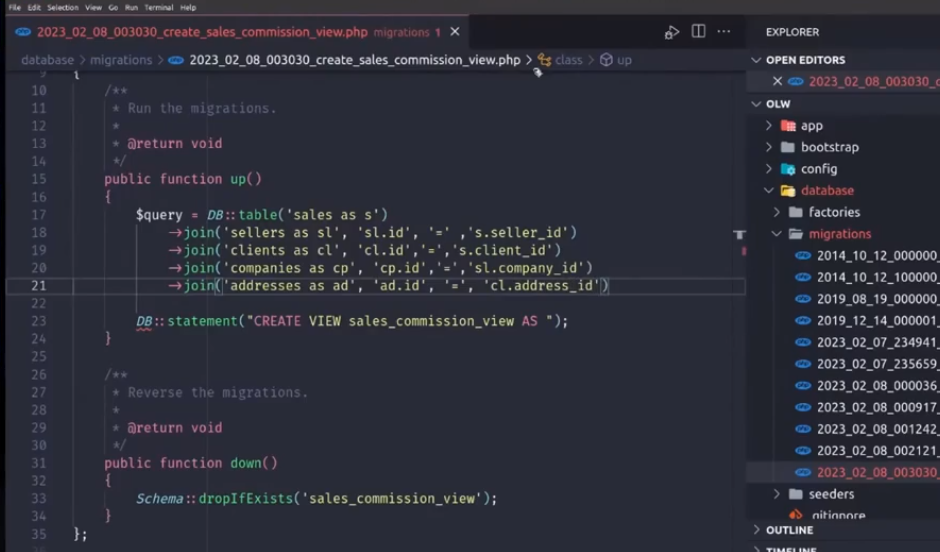 File Edit Selection View Go Run Terminal Help
2023_02_08_003030_create_sales_commission_view.php migrations 1
database > migrations > 2023_02_08_003030_create_sales_commission_view.php > class > up
9 {
10 /**
11 * Run the migrations.
12 *
13 * @return void
14 */
15 public function up()
16 {
17 $query = DB::table('sales as s')
18 ->join('sellers as sl', 'sl.id', '=' ,'s.seller_id')
19 ->join('clients as cl', 'cl.id','=','s.client_id')
20 ->join('companies as cp', 'cp.id','=','sl.company_id')
21 ->join('addresses as ad', 'ad.id', '=', 'cl.address_id')
22
23 DB::statement("CREATE VIEW sales_commission_view AS ");
24 }
25
26 /**
27 * Reverse the migrations.
28 *
29 * @return void
30 */
31 public function down()
32 {
33 Schema::dropIfExists('sales_commission_view');
34 }
35 };
EXPLORER
OPEN EDITORS
2023_02_08_003030_c
OLW
app
bootstrap
config
database
factories
migrations
2014_10_12_000000_
2014_10_12_100000_
2019_08_19_000000_
2019_12_14_000001_
2023_02_07_234941_
2023_02_07_235659_
2023_02_08_000036_
2023_02_08_000917_
2023_02_08_001242_
2023_02_08_002121_
2023_02_08_003030_
seeders
.gitignore
OUTLINE
TIMELINE